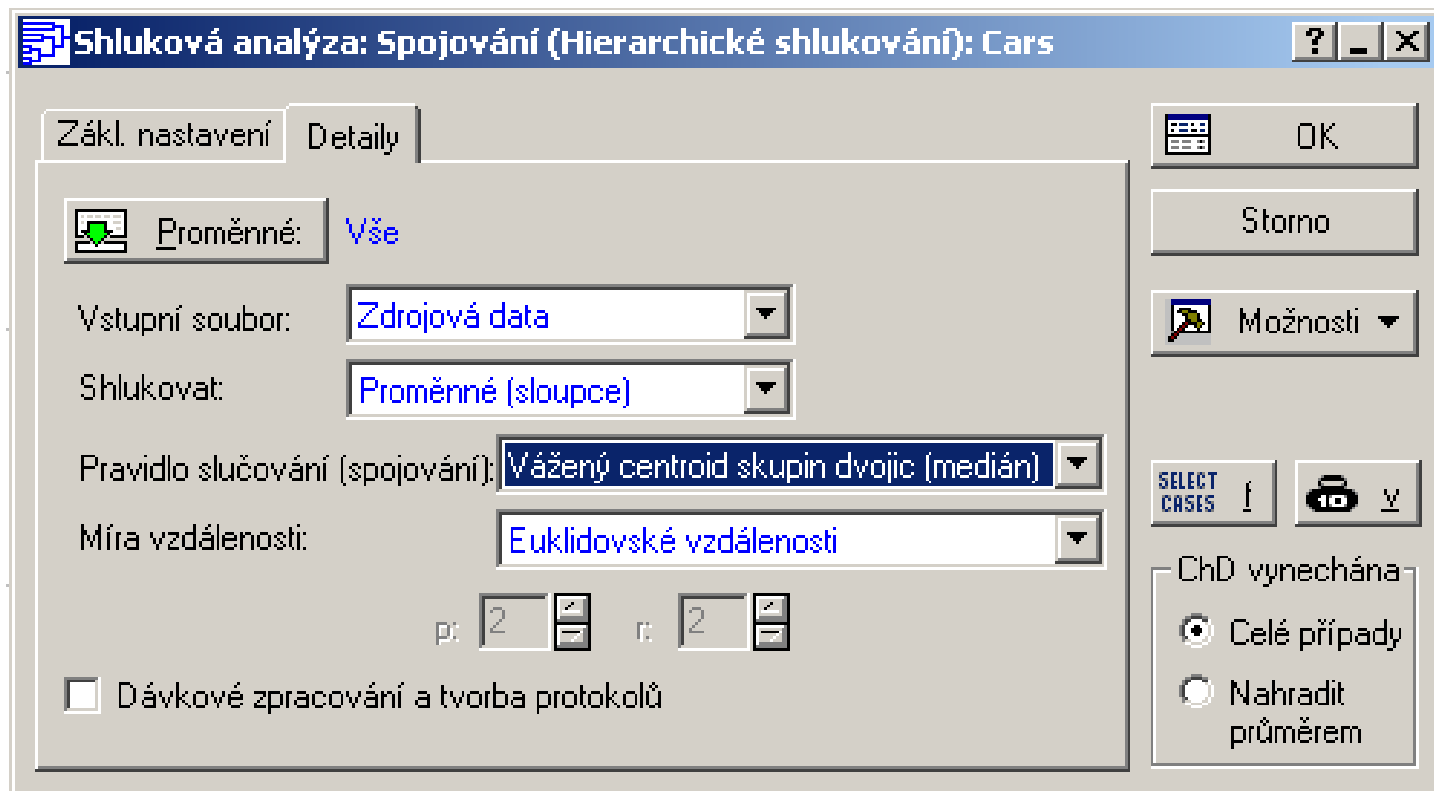 Shluková analýza: Spojování (Hierarchické shlukování): Cars
Zákl. nastavení
Detaily
Proměnné:
Vše
Vstupní soubor:
Zdrojová data
Shlukovat:
Proměnné (sloupce)
Pravidlo slučování (spojování):
Vážený centroid skupin dvojic (medián)
Míra vzdálenosti:
Euklidovské vzdálenosti
p: 2
r: 2
Dávkové zpracování a tvorba protokolů
OK
Storno
Možnosti
SELECT
CASES
f
10
v
ChD vynechána
Celé případy
Nahradit
průměrem